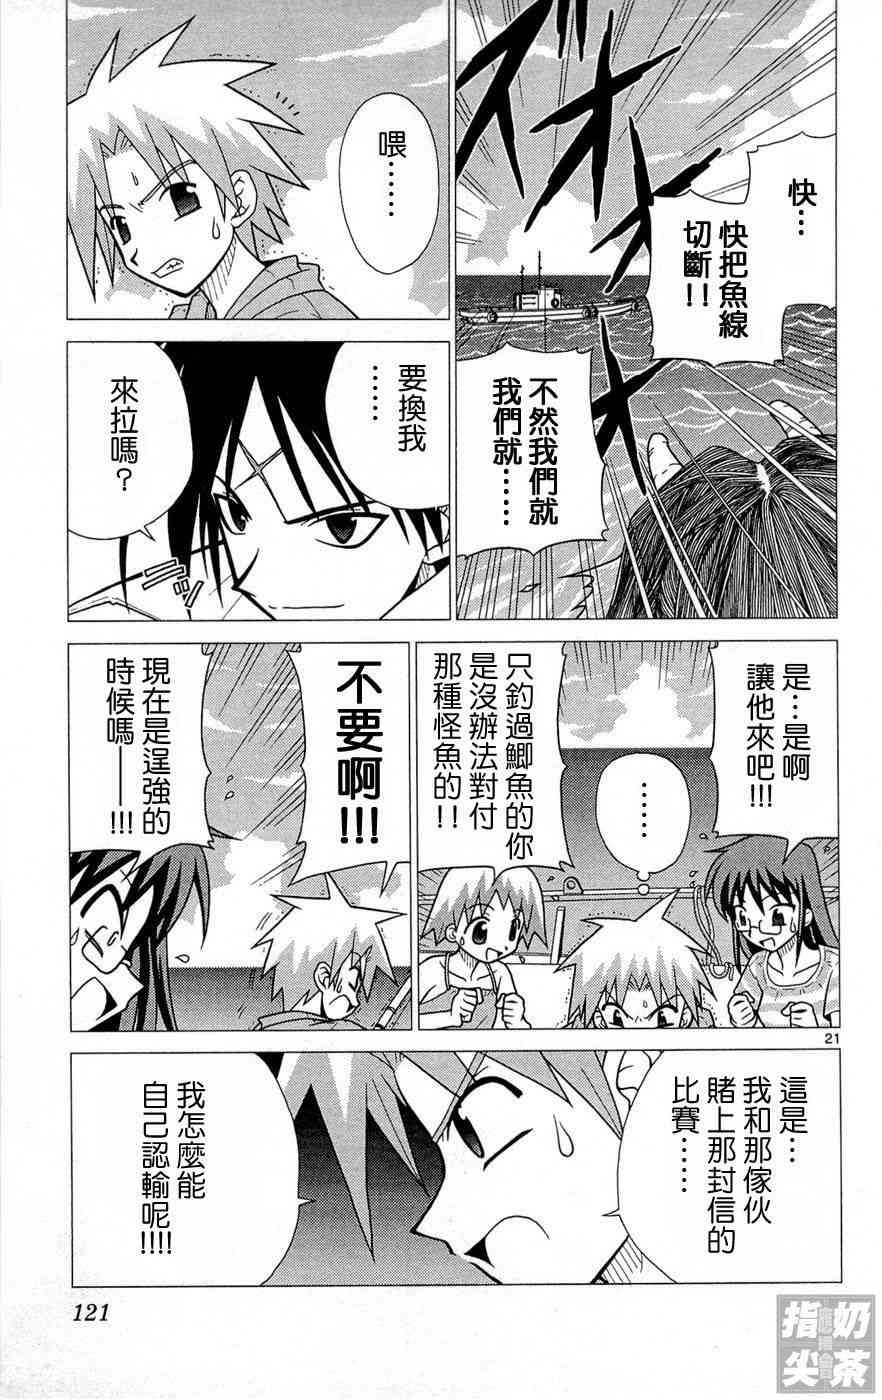 快…
快把魚線
切斷!!
不然我們就
我們就……
喂……
要換我
……
來拉嗎？
是…是啊
讓他來吧!!!
……
只釣過鯽魚的你
是沒辦法對付
那種怪魚的!!
不要啊!!!
現在是逞強的
時候嗎——!!!
21
這是…
我和那傢伙
賭上那封信的
比賽……
我怎麼能
自己認輸呢!!!!
121
指尖
奶茶